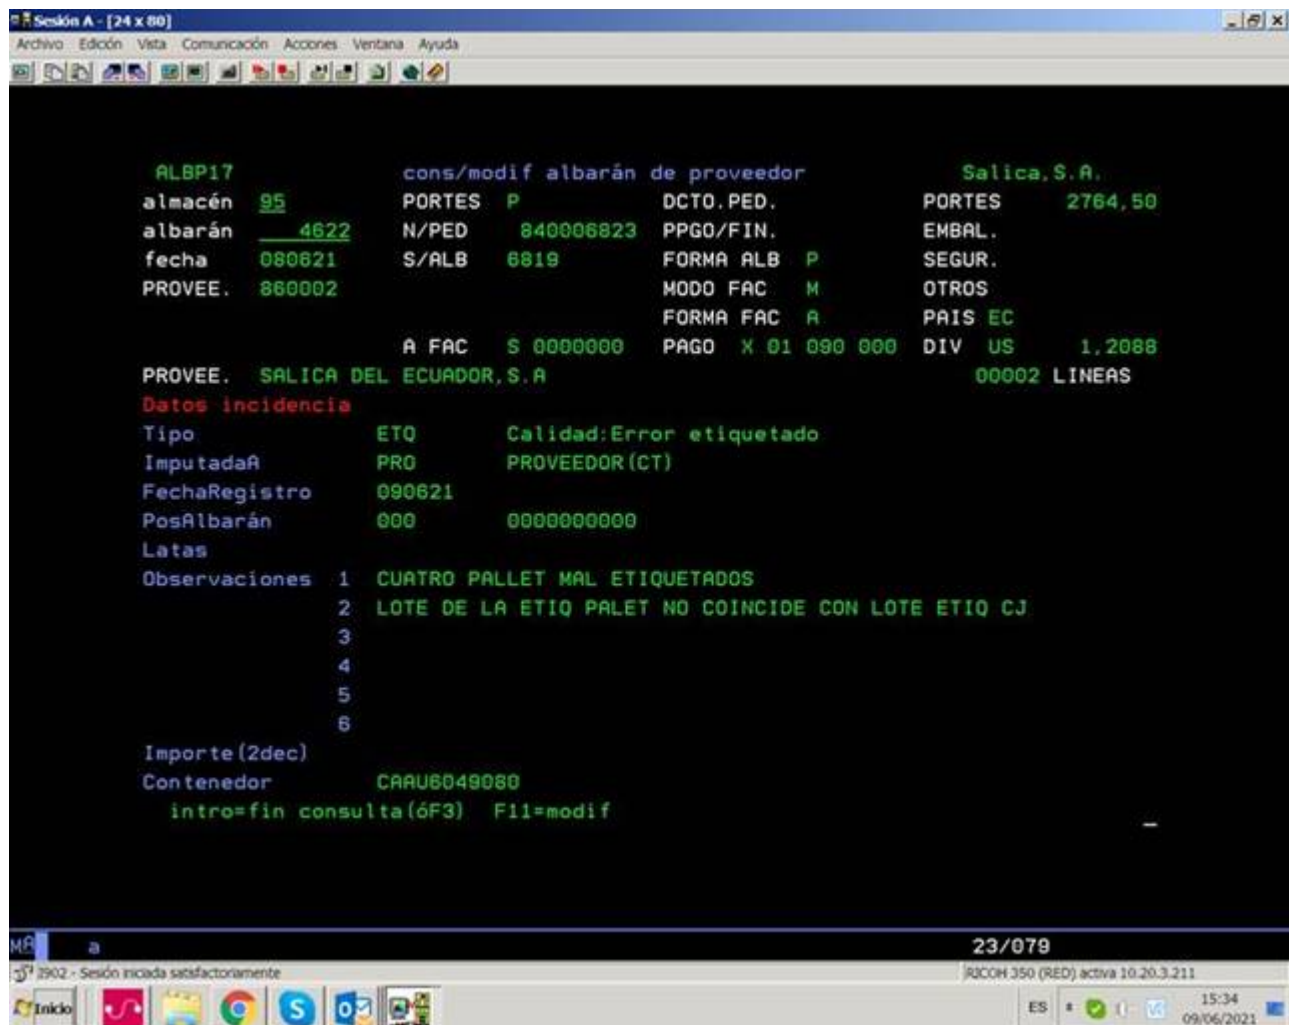 Sesión A - [24 x 80]
Archivo Edición Vista Comunicación Acciones Ventana Ayuda
ALBP17 cons/modif albarán de proveedor Salica,S.A.
almacén 95 PORTES P DCTO.PED. PORTES 2764,50
albarán 4622 N/PED 840006823 PPGO/FIN. EMBAL.
fecha 080621 S/ALB 6819 FORMA ALB P SEGUR.
PROVEE. 860002 MODO FAC M OTROS
FORMA FAC A PAIS EC
A FAC S 0000000 PAGO X 01 090 000 DIV US 1,2088
PROVEE. SALICA DEL ECUADOR,S.A 00002 LINEAS
Datos incidencia
Tipo ETQ Calidad:Error etiquetado
ImputadaA PRO PROVEEDOR(CT)
FechaRegistro 090621
PosAlbarán 000 0000000000
Latas
Observaciones 1 CUATRO PALLET MAL ETIQUETADOS
2 LOTE DE LA ETIQ PALET NO COINCIDE CON LOTE ETIQ CJ
3
4
5
6
Importe(2dec)
Contenedor CAAU6049080
intro=fin consulta(óF3) F11=modif
MA a 23/079
I902 - Sesión iniciada satisfactoriamente RICOH 350 (RED) activa 10.20.3.211
Inicio ES 15:34
09/06/2021